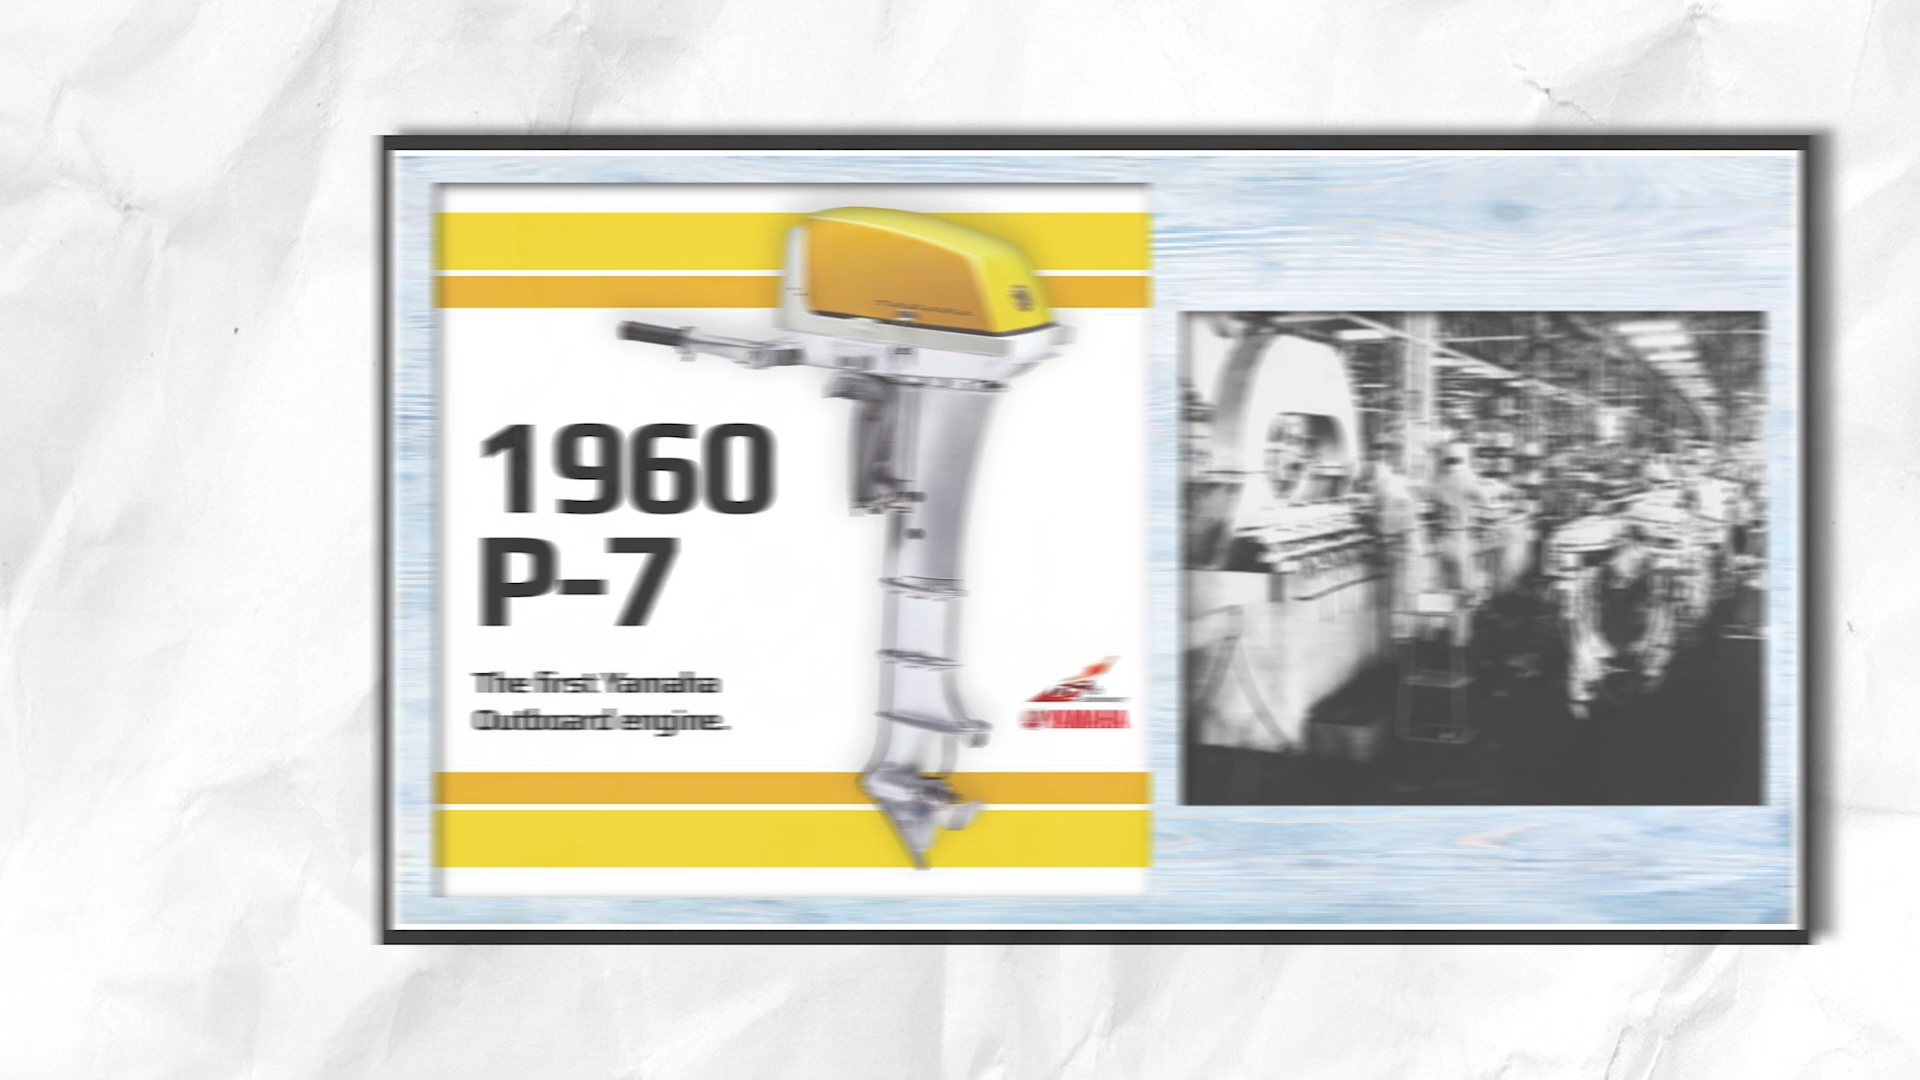 1960
P-7
The first Yamaha
Outboard engine.
YAMAHA